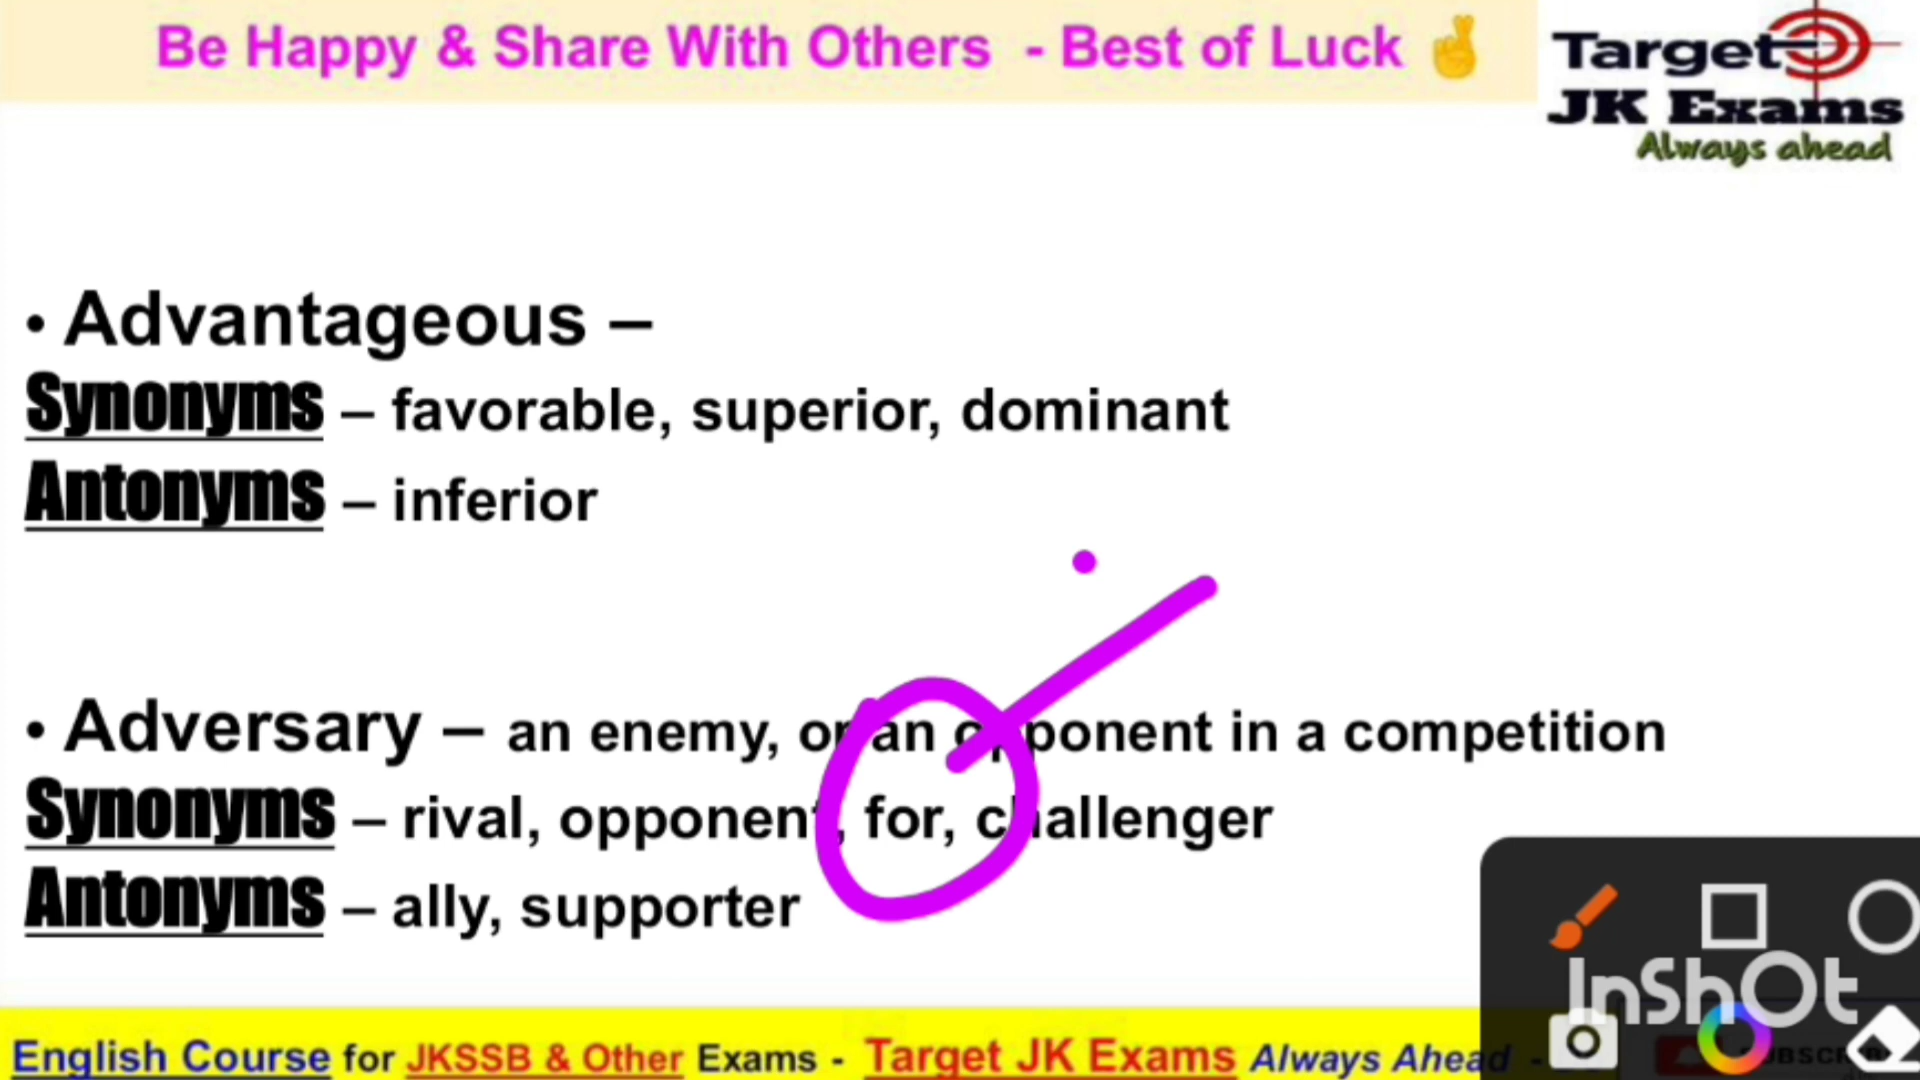 Be Happy & Share With Others - Best of Luck
Target
JK Exams
Always ahead
• Advantageous –
Synonyms – favorable, superior, dominant
Antonyms – inferior
• Adversary – an enemy, or an opponent in a competition
Synonyms – rival, opponent, for, challenger
Antonyms – ally, supporter
InShOt
English Course for JKSSB & Other Exams - Target JK Exams Always Ahead -